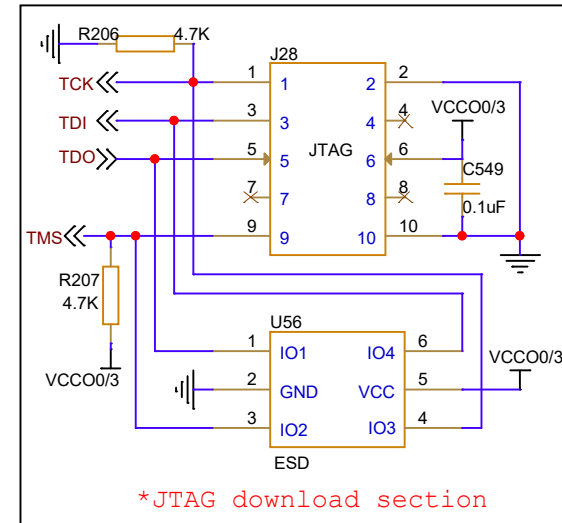 R206 4.7K
J28
TCK 1 1 2 2
TDI 3 3 4 4 VCCO0/3
TDO 5 5 JTAG 6 6
C549
7 7 8 8 0.1uF
TMS 9 9 10 10
R207
4.7K
U56
1 IO1 IO4 6
VCCO0/3 VCCO0/3
2 GND VCC 5
3 IO2 IO3 4
ESD
*JTAG download section